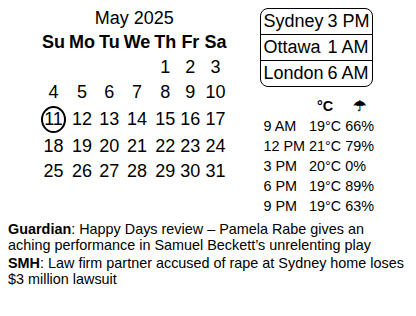 May 2025
Su Mo Tu We Th Fr Sa
1 2 3
4 5 6 7 8 9 10
11 12 13 14 15 16 17
18 19 20 21 22 23 24
25 26 27 28 29 30 31
Sydney 3 PM
Ottawa 1 AM
London 6 AM
°C ☂
9 AM 19°C 66%
12 PM 21°C 79%
3 PM 20°C 0%
6 PM 19°C 89%
9 PM 19°C 63%
Guardian: Happy Days review – Pamela Rabe gives an
aching performance in Samuel Beckett’s unrelenting play
SMH: Law firm partner accused of rape at Sydney home loses
$3 million lawsuit